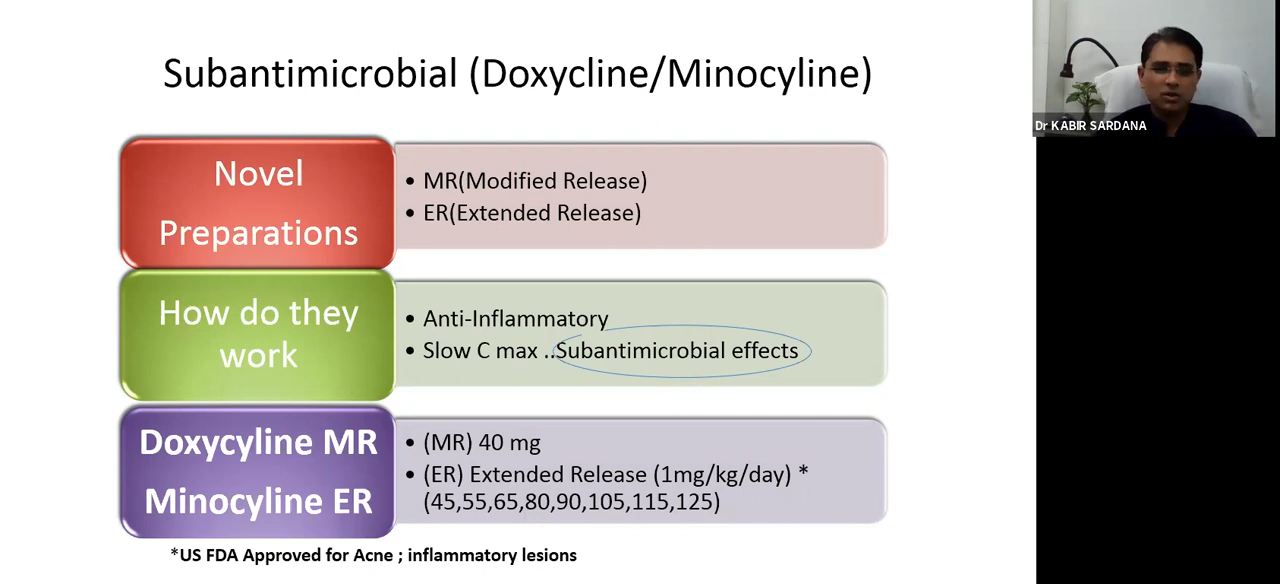 Subantimicrobial (Doxycline/Minocyline)
Novel
Preparations
• MR(Modified Release)
• ER(Extended Release)
How do they
work
• Anti-Inflammatory
• Slow C max ..Subantimicrobial effects
Doxycyline MR
Minocyline ER
• (MR) 40 mg
• (ER) Extended Release (1mg/kg/day) *
(45,55,65,80,90,105,115,125)
*US FDA Approved for Acne ; inflammatory lesions
Dr KABIR SARDANA